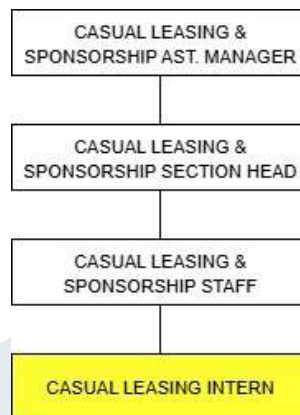 CASUAL LEASING &
SPONSORSHIP AST. MANAGER
CASUAL LEASING &
SPONSORSHIP SECTION HEAD
CASUAL LEASING &
SPONSORSHIP STAFF
CASUAL LEASING INTERN